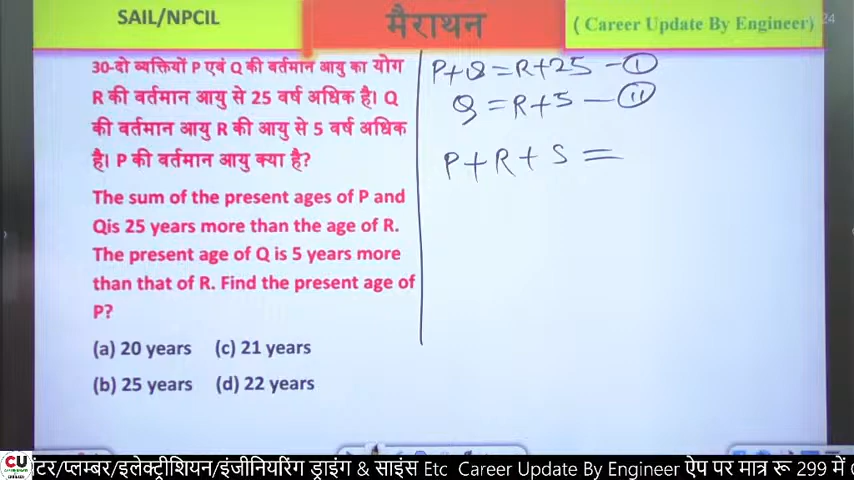 SAIL/NPCIL
मैराथन
( Career Update By Engineer)
24
30-दो व्यक्तियों P एवं Q की वर्तमान आयु का योग
R की वर्तमान आयु से 25 वर्ष अधिक है। Q
की वर्तमान आयु R की आयु से 5 वर्ष अधिक
है। P की वर्तमान आयु क्या है?
The sum of the present ages of P and
Qis 25 years more than the age of R.
The present age of Q is 5 years more
than that of R. Find the present age of
P?
(a) 20 years (c) 21 years
(b) 25 years (d) 22 years
P+Q=R+25 — (I)
Q=R+5 — (II)
P+R+5=
CU
ंटर/प्लम्बर/इलेक्ट्रीशियन/इंजीनियरिंग ड्राइंग & साइंस Etc Career Update By Engineer ऐप पर मात्र रू 299 में